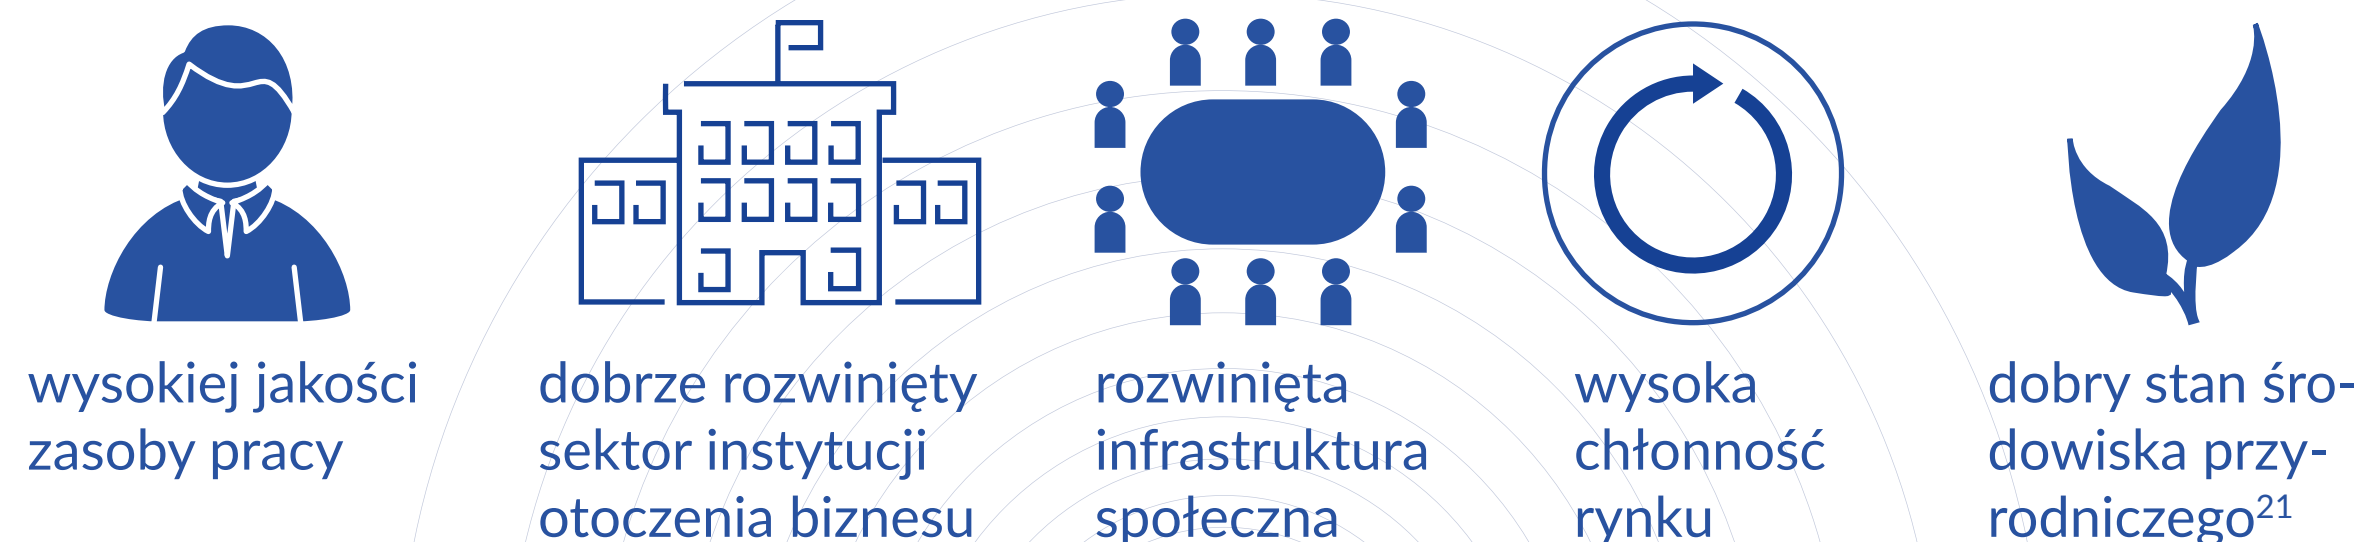 wysokiej jakości
zasoby pracy
dobrze rozwinięty
sektor instytucji
otoczenia biznesu
rozwinięta
infrastruktura
społeczna
wysoka
chłonność
rynku
dobry stan śro-
dowiska przy-
rodniczego²¹